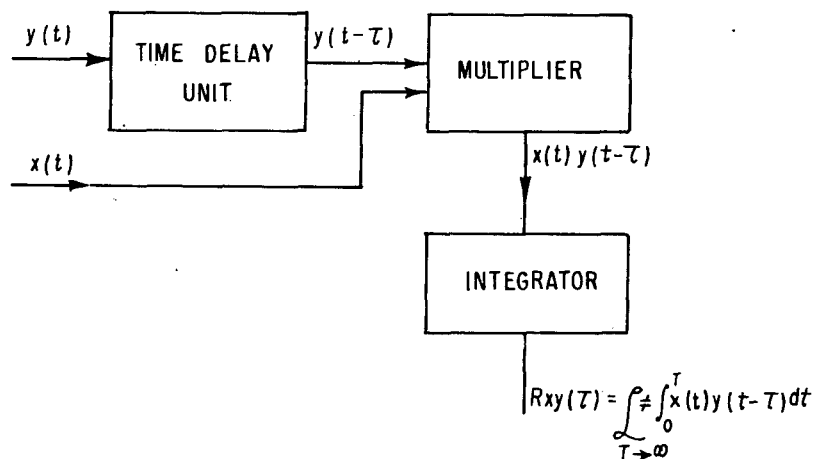 y(t)
TIME DELAY
UNIT
y(t-τ)
MULTIPLIER
x(t)
x(t) y(t-τ)
INTEGRATOR
Rxy(τ) = ∫₀ᵀ x(t) y(t-τ) dt
T→∞